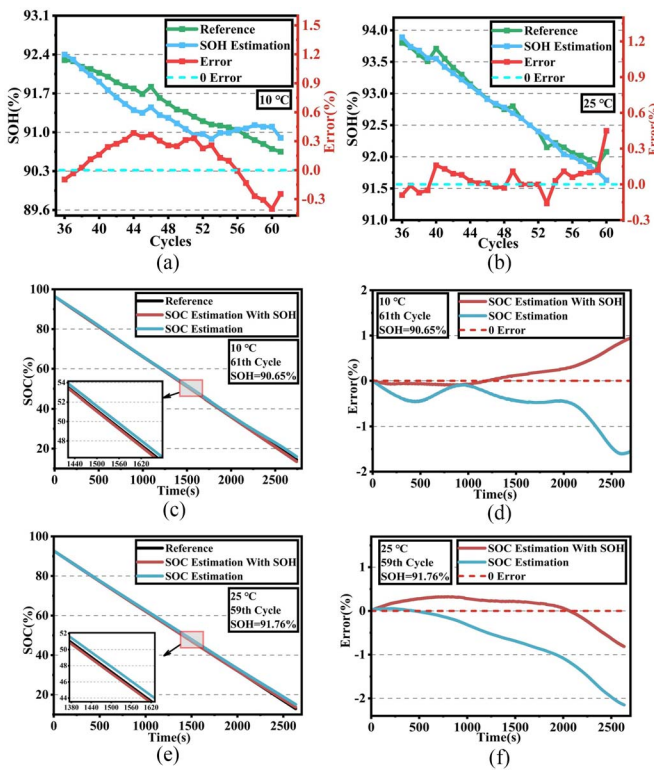 93.1
92.4
91.7
91.0
90.3
89.6
SOH(%)
36 40 44 48 52 56 60
Cycles
1.5
1.2
0.9
0.6
0.3
0.0
-0.3
Error(%)
Reference
SOH Estimation
Error
0 Error
10 ℃
(a)
94.0
93.5
93.0
92.5
92.0
91.5
91.0
SOH(%)
36 40 44 48 52 56 60
Cycles
1.2
0.9
0.6
0.3
0.0
-0.3
Error(%)
Reference
SOH Estimation
Error
0 Error
25 ℃
(b)
100
80
60
40
20
SOC(%)
0 500 1000 1500 2000 2500
Time(s)
Reference
SOC Estimation With SOH
SOC Estimation
10 ℃
61th Cycle
SOH=90.65%
54
52
50
48
1440 1500 1560 1620
(c)
2
1
0
-1
-2
Error(%)
0 500 1000 1500 2000 2500
Time(s)
10 ℃
61th Cycle
SOH=90.65%
SOC Estimation With SOH
SOC Estimation
0 Error
(d)
100
80
60
40
20
SOC(%)
0 500 1000 1500 2000 2500
Time(s)
Reference
SOC Estimation With SOH
SOC Estimation
25 ℃
59th Cycle
SOH=91.76%
52
50
48
46
44
1380 1440 1500 1560 1620
(e)
1
0
-1
-2
Error(%)
0 500 1000 1500 2000 2500
Time(s)
25 ℃
59th Cycle
SOH=91.76%
SOC Estimation With SOH
SOC Estimation
0 Error
(f)